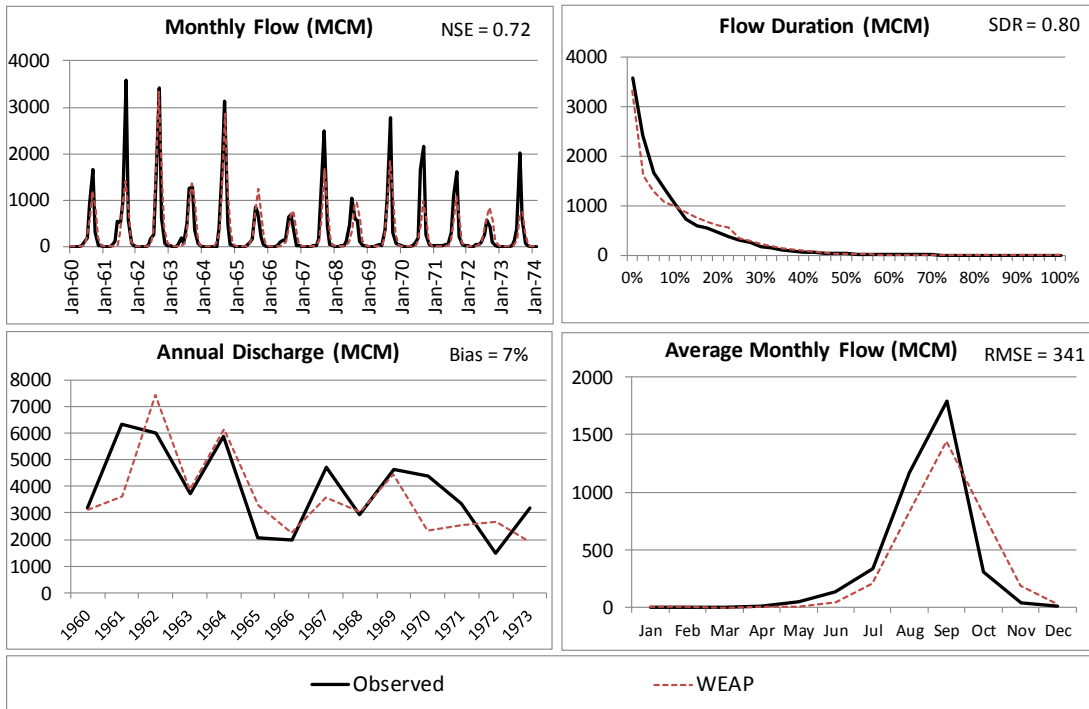 Monthly Flow (MCM)
NSE = 0.72
4000
3000
2000
1000
0
Jan-60
Jan-61
Jan-62
Jan-63
Jan-64
Jan-65
Jan-66
Jan-67
Jan-68
Jan-69
Jan-70
Jan-71
Jan-72
Jan-73
Jan-74
Flow Duration (MCM)
SDR = 0.80
4000
3000
2000
1000
0
0% 10% 20% 30% 40% 50% 60% 70% 80% 90% 100%
Annual Discharge (MCM)
Bias = 7%
8000
7000
6000
5000
4000
3000
2000
1000
0
1960
1961
1962
1963
1964
1965
1966
1967
1968
1969
1970
1971
1972
1973
Average Monthly Flow (MCM)
RMSE = 341
2000
1500
1000
500
0
Jan Feb Mar Apr May Jun Jul Aug Sep Oct Nov Dec
Observed
WEAP